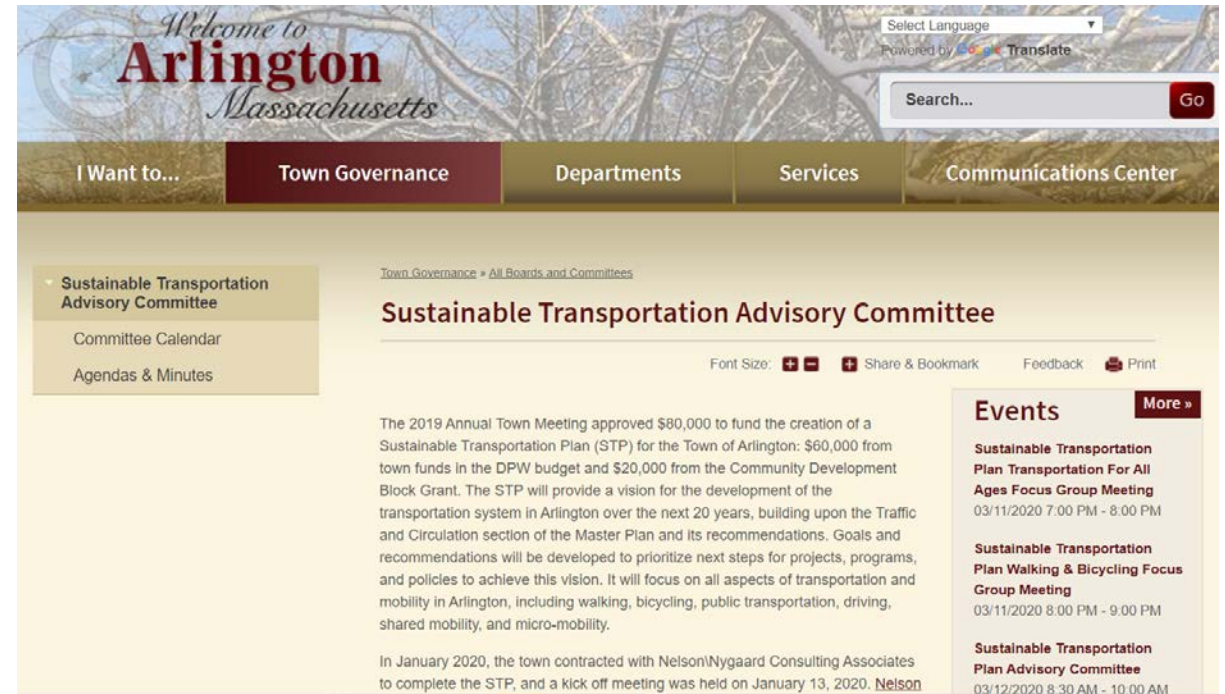 Welcome to
Arlington
Massachusetts
Select Language
Powered by Google Translate
Search...
Go
I Want to...
Town Governance
Departments
Services
Communications Center
Sustainable Transportation
Advisory Committee
Committee Calendar
Agendas & Minutes
Town Governance » All Boards and Committees
Sustainable Transportation Advisory Committee
Font Size:
Share & Bookmark
Feedback
Print
The 2019 Annual Town Meeting approved $80,000 to fund the creation of a
Sustainable Transportation Plan (STP) for the Town of Arlington: $60,000 from
town funds in the DPW budget and $20,000 from the Community Development
Block Grant. The STP will provide a vision for the development of the
transportation system in Arlington over the next 20 years, building upon the Traffic
and Circulation section of the Master Plan and its recommendations. Goals and
recommendations will be developed to prioritize next steps for projects, programs,
and policies to achieve this vision. It will focus on all aspects of transportation and
mobility in Arlington, including walking, bicycling, public transportation, driving,
shared mobility, and micro-mobility.
In January 2020, the town contracted with Nelson\Nygaard Consulting Associates
to complete the STP, and a kick off meeting was held on January 13, 2020. Nelson
Events
More »
Sustainable Transportation
Plan Transportation For All
Ages Focus Group Meeting
03/11/2020 7:00 PM - 8:00 PM
Sustainable Transportation
Plan Walking & Bicycling Focus
Group Meeting
03/11/2020 8:00 PM - 9:00 PM
Sustainable Transportation
Plan Advisory Committee
03/12/2020 8:30 AM - 10:00 AM